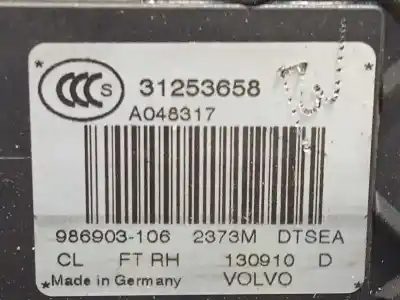 CCC S 31253658
A048317
986903-106 2373M DTSEA
CL FT RH 130910 D
Made in Germany VOLVO